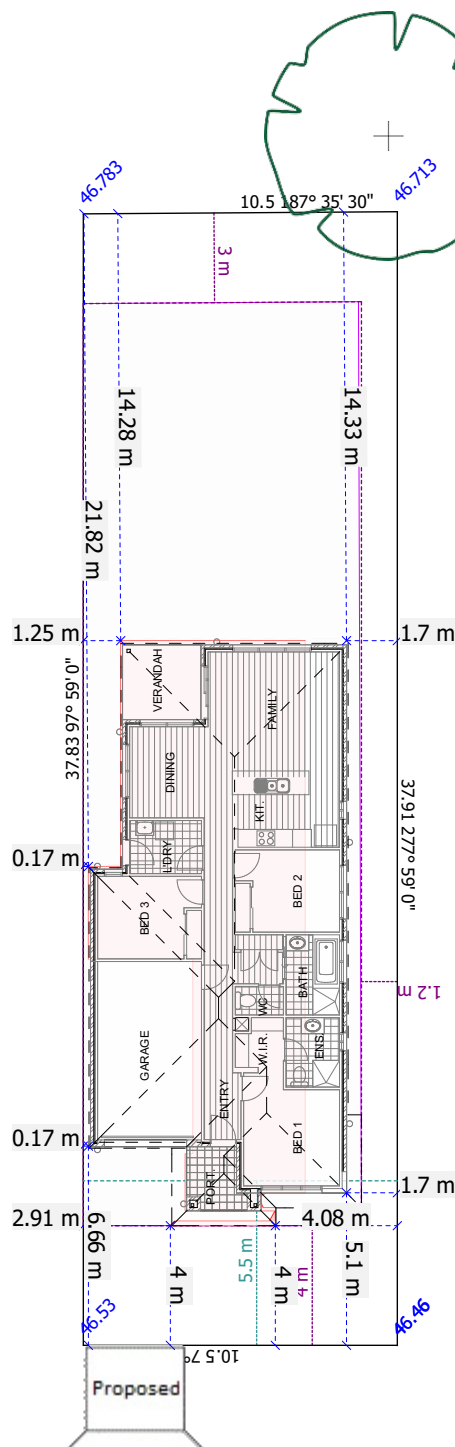 46.783
46.713
10.5 187° 35' 30"
3 m
14.28 m
14.33 m
21.82 m
1.25 m
1.7 m
37.83 97° 59' 0"
VERANDAH
FAMILY
DINING
KIT.
37.91 277° 59' 0"
L'DRY
0.17 m
BED 3
BED 2
BATH
WC
1.2 m
GARAGE
W.I.R.
ENS.
ENTRY
BED 1
0.17 m
PORT.
1.7 m
2.91 m
4.08 m
6.66 m
4 m
5.5 m
4 m
4 m
5.1 m
46.53
46.46
10.5 7°
Proposed